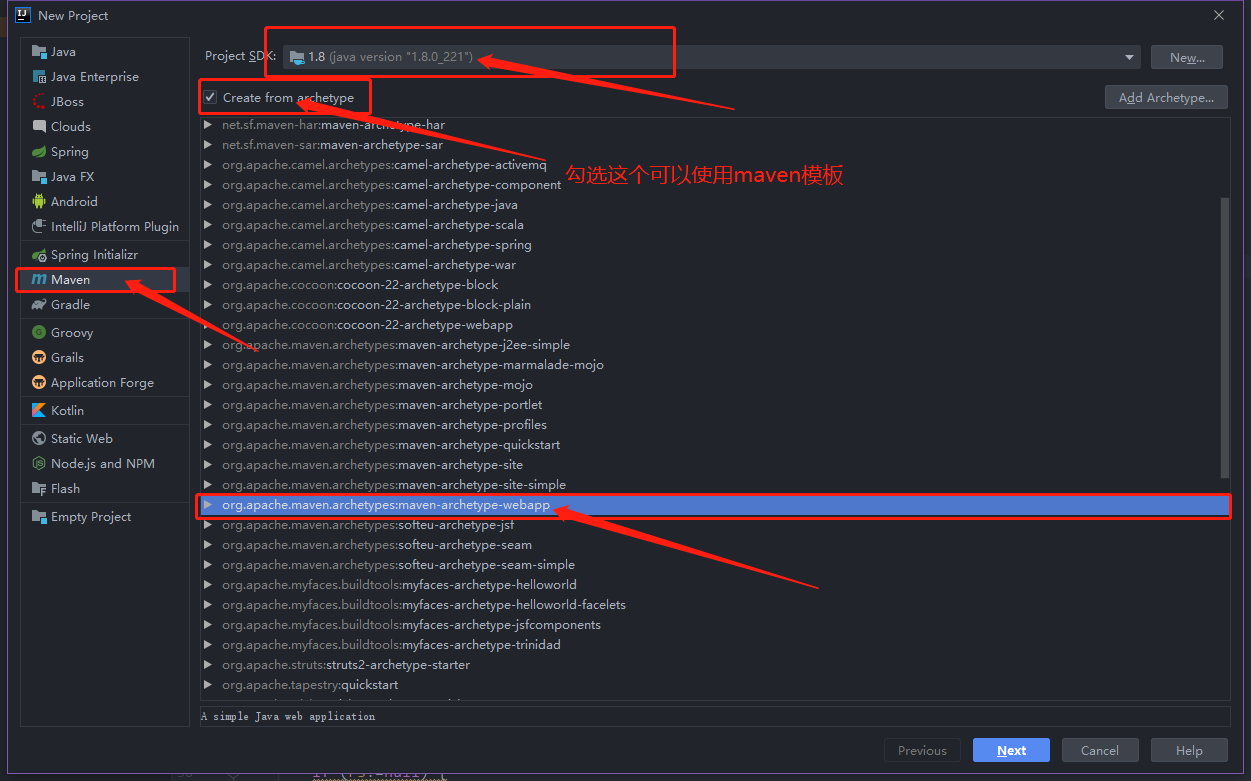 New Project
Java
Java Enterprise
JBoss
Clouds
Spring
Java FX
Android
IntelliJ Platform Plugin
Spring Initializr
Maven
Gradle
Groovy
Grails
Application Forge
Kotlin
Static Web
Node.js and NPM
Flash
Empty Project
Project SDK: 1.8 (java version "1.8.0_221") New...
Create from archetype Add Archetype...
net.sf.maven-har:maven-archetype-har
net.sf.maven-sar:maven-archetype-sar
org.apache.camel.archetypes:camel-archetype-activemq
勾选这个可以使用maven模板
org.apache.camel.archetypes:camel-archetype-component
org.apache.camel.archetypes:camel-archetype-java
org.apache.camel.archetypes:camel-archetype-scala
org.apache.camel.archetypes:camel-archetype-spring
org.apache.camel.archetypes:camel-archetype-war
org.apache.cocoon:cocoon-22-archetype-block
org.apache.cocoon:cocoon-22-archetype-block-plain
org.apache.cocoon:cocoon-22-archetype-webapp
org.apache.maven.archetypes:maven-archetype-j2ee-simple
org.apache.maven.archetypes:maven-archetype-marmalade-mojo
org.apache.maven.archetypes:maven-archetype-mojo
org.apache.maven.archetypes:maven-archetype-portlet
org.apache.maven.archetypes:maven-archetype-profiles
org.apache.maven.archetypes:maven-archetype-quickstart
org.apache.maven.archetypes:maven-archetype-site
org.apache.maven.archetypes:maven-archetype-site-simple
org.apache.maven.archetypes:maven-archetype-webapp
org.apache.maven.archetypes:softeu-archetype-jsf
org.apache.maven.archetypes:softeu-archetype-seam
org.apache.maven.archetypes:softeu-archetype-seam-simple
org.apache.myfaces.buildtools:myfaces-archetype-helloworld
org.apache.myfaces.buildtools:myfaces-archetype-helloworld-facelets
org.apache.myfaces.buildtools:myfaces-archetype-jsfcomponents
org.apache.myfaces.buildtools:myfaces-archetype-trinidad
org.apache.struts:struts2-archetype-starter
org.apache.tapestry:quickstart
A simple Java web application
Previous Next Cancel Help